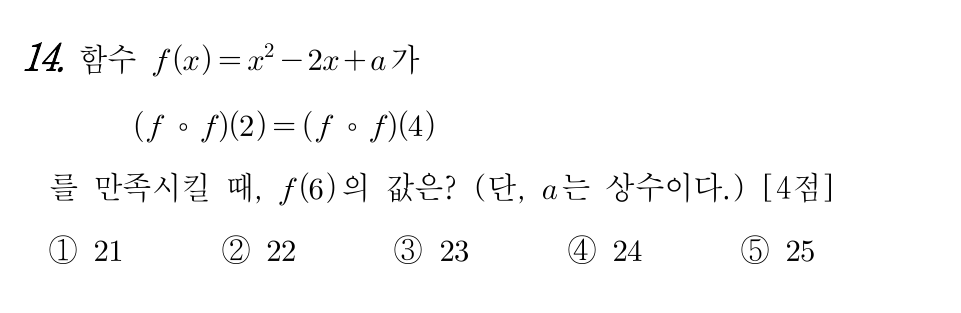 14. 함수 f(x)=x²-2x+a가
(f ∘ f)(2)=(f ∘ f)(4)
를 만족시킬 때, f(6)의 값은? (단, a는 상수이다.) [4점]
① 21 ② 22 ③ 23 ④ 24 ⑤ 25